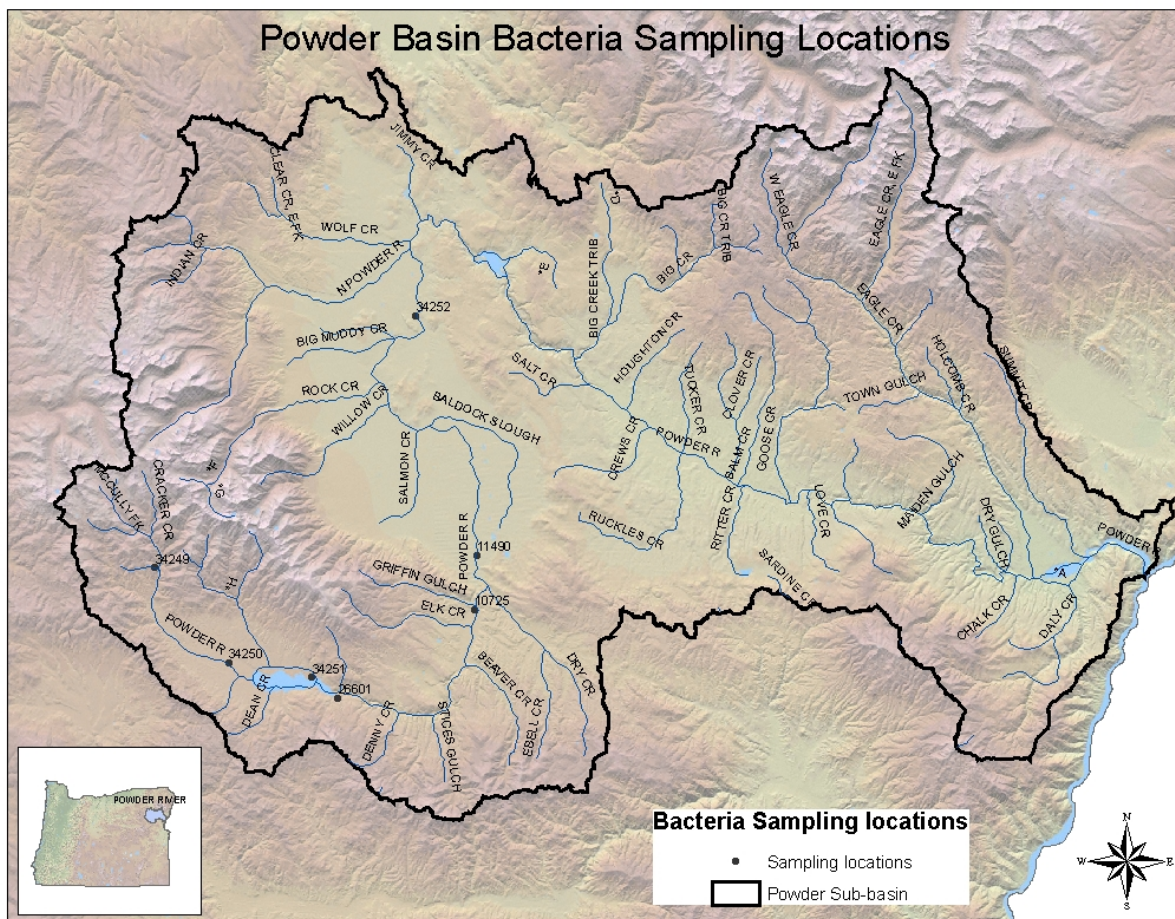 Powder Basin Bacteria Sampling Locations
JIMMY CR
CLEAR CR, E FK
WOLF CR
INDIAN CR
N POWDER R
34252
BIG MUDDY CR
ROCK CR
WILLOW CR
BALDOCK SLOUGH
SALMON CR
*D
*E
BIG CREEK TRIB
BIG CR
BIG CR TRIB
W EAGLE CR
EAGLE CR, E FK
EAGLE CR
HOLCOMB CR
SUMMIT CR
SALT CR
HOUGHTON CR
TUCKER CR
CLOVER CR
TOWN GULCH
DREWS CR
POWDER R
BALM CR
GOOSE CR
RUCKLES CR
RITTER CR
LOVE CR
MAIDEN GULCH
DRY GULCH
SARDINE CR
POWDER R
*A
CHALK CR
DALY CR
*F
*G
MC CULLY FK
CRACKER CR
34249
*H
POWDER R
11490
GRIFFIN GULCH
10725
ELK CR
POWDER R
34250
34251
26601
DEAN CR
DENNY CR
STICES GULCH
BEAVER CR
EBELL CR
DRY CR
POWDER RIVER
Bacteria Sampling locations
Sampling locations
Powder Sub-basin
N
W
E
S